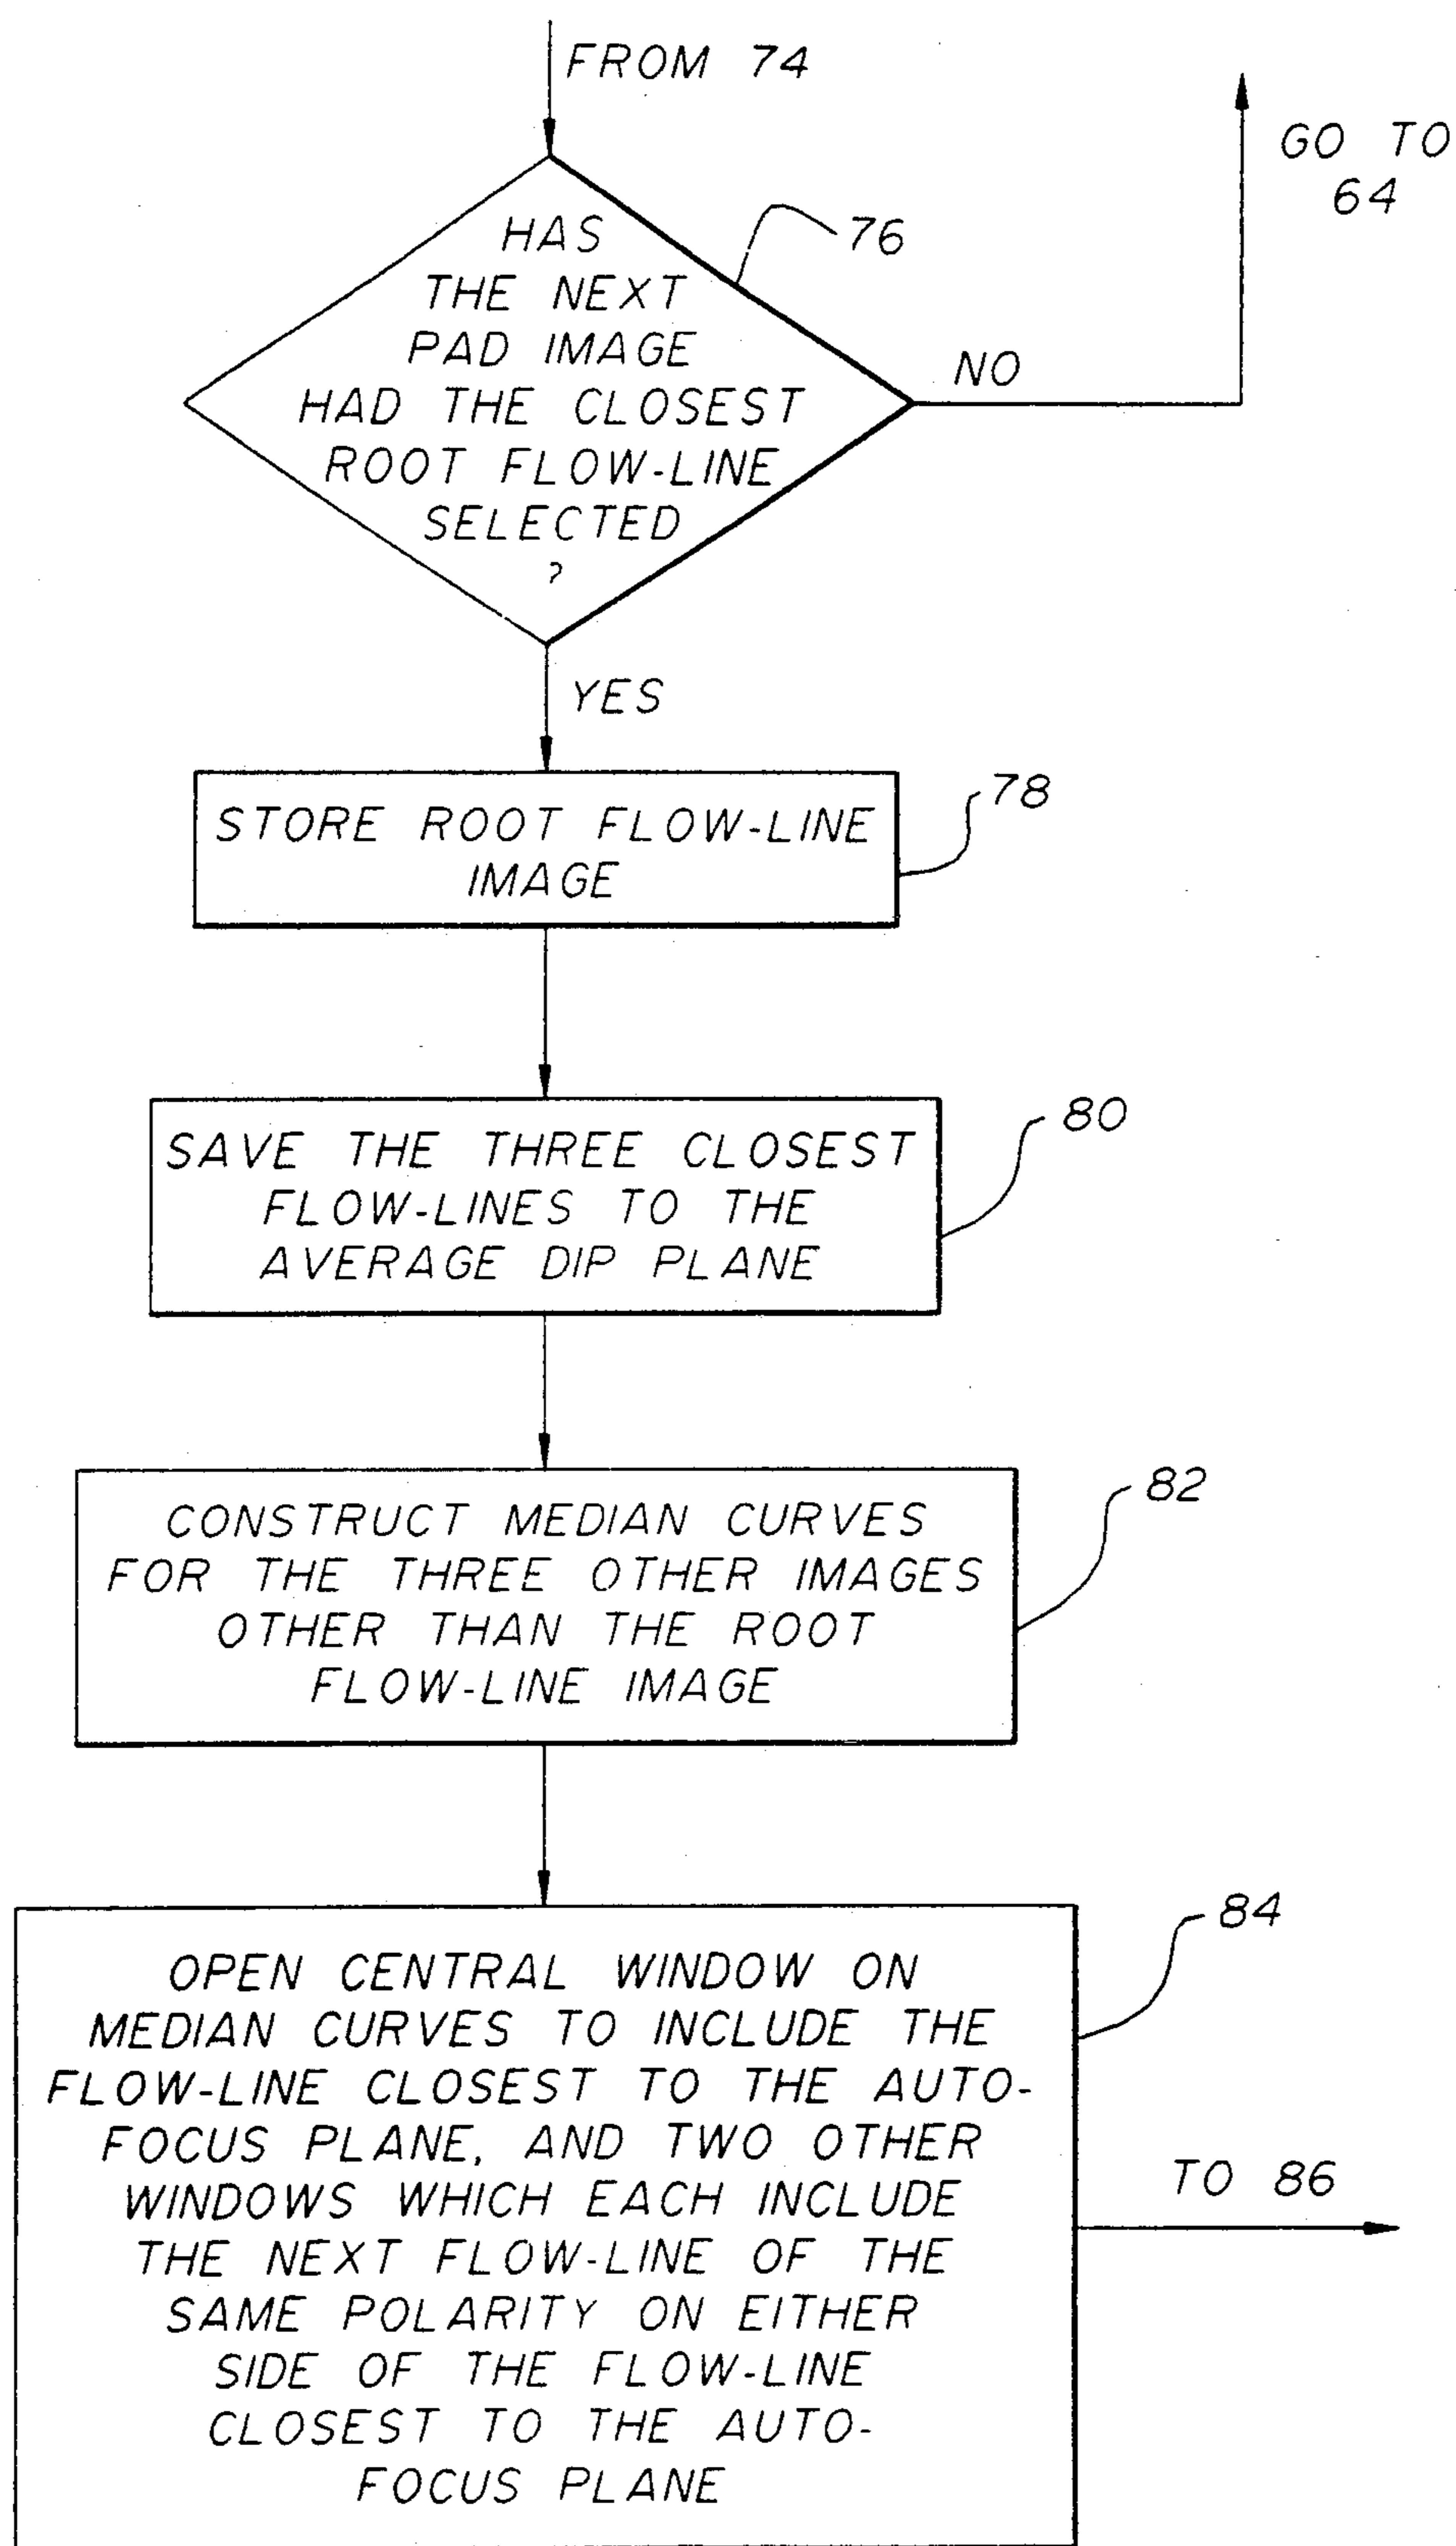 FROM 74
GO TO
64
HAS
THE NEXT
PAD IMAGE
HAD THE CLOSEST
ROOT FLOW-LINE
SELECTED
?
76
NO
YES
STORE ROOT FLOW-LINE
IMAGE
78
SAVE THE THREE CLOSEST
FLOW-LINES TO THE
AVERAGE DIP PLANE
80
CONSTRUCT MEDIAN CURVES
FOR THE THREE OTHER IMAGES
OTHER THAN THE ROOT
FLOW-LINE IMAGE
82
OPEN CENTRAL WINDOW ON
MEDIAN CURVES TO INCLUDE THE
FLOW-LINE CLOSEST TO THE AUTO-
FOCUS PLANE, AND TWO OTHER
WINDOWS WHICH EACH INCLUDE
THE NEXT FLOW-LINE OF THE
SAME POLARITY ON EITHER
SIDE OF THE FLOW-LINE
CLOSEST TO THE AUTO-
FOCUS PLANE
84
TO 86